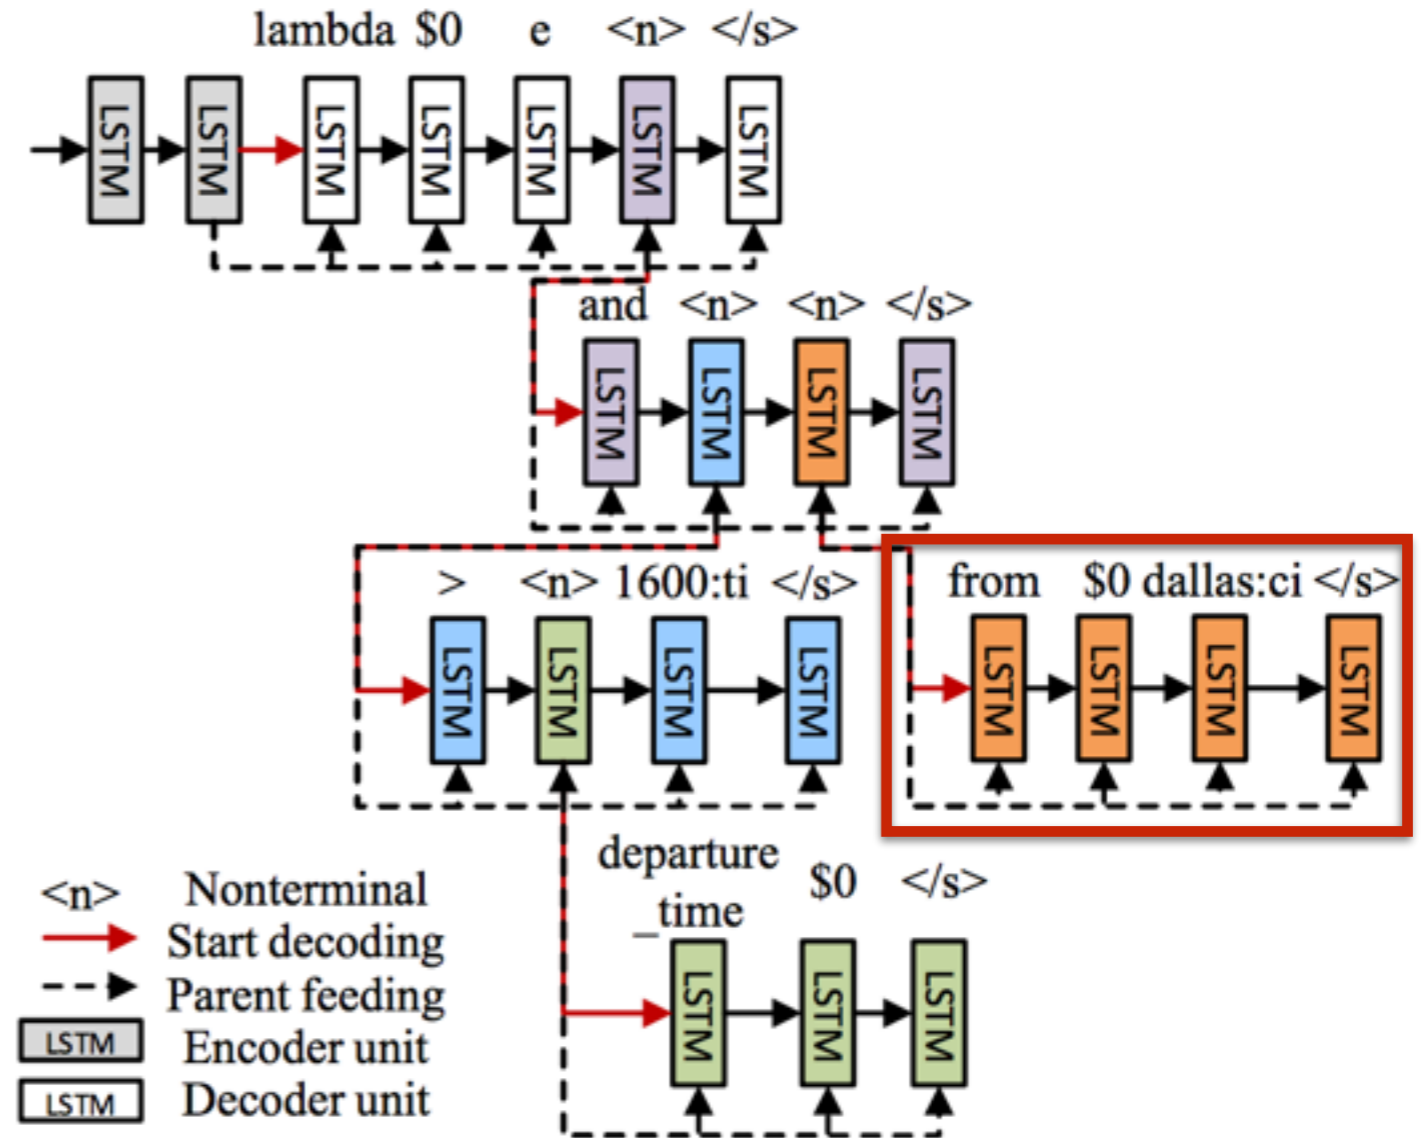 lambda $0 e <n> </s>
LSTM LSTM LSTM LSTM LSTM LSTM LSTM
and <n> <n> </s>
LSTM LSTM LSTM LSTM
> <n> 1600:ti </s>
LSTM LSTM LSTM LSTM
from $0 dallas:ci </s>
LSTM LSTM LSTM LSTM
departure
_time $0 </s>
LSTM LSTM LSTM
<n> Nonterminal
Start decoding
Parent feeding
LSTM Encoder unit
LSTM Decoder unit